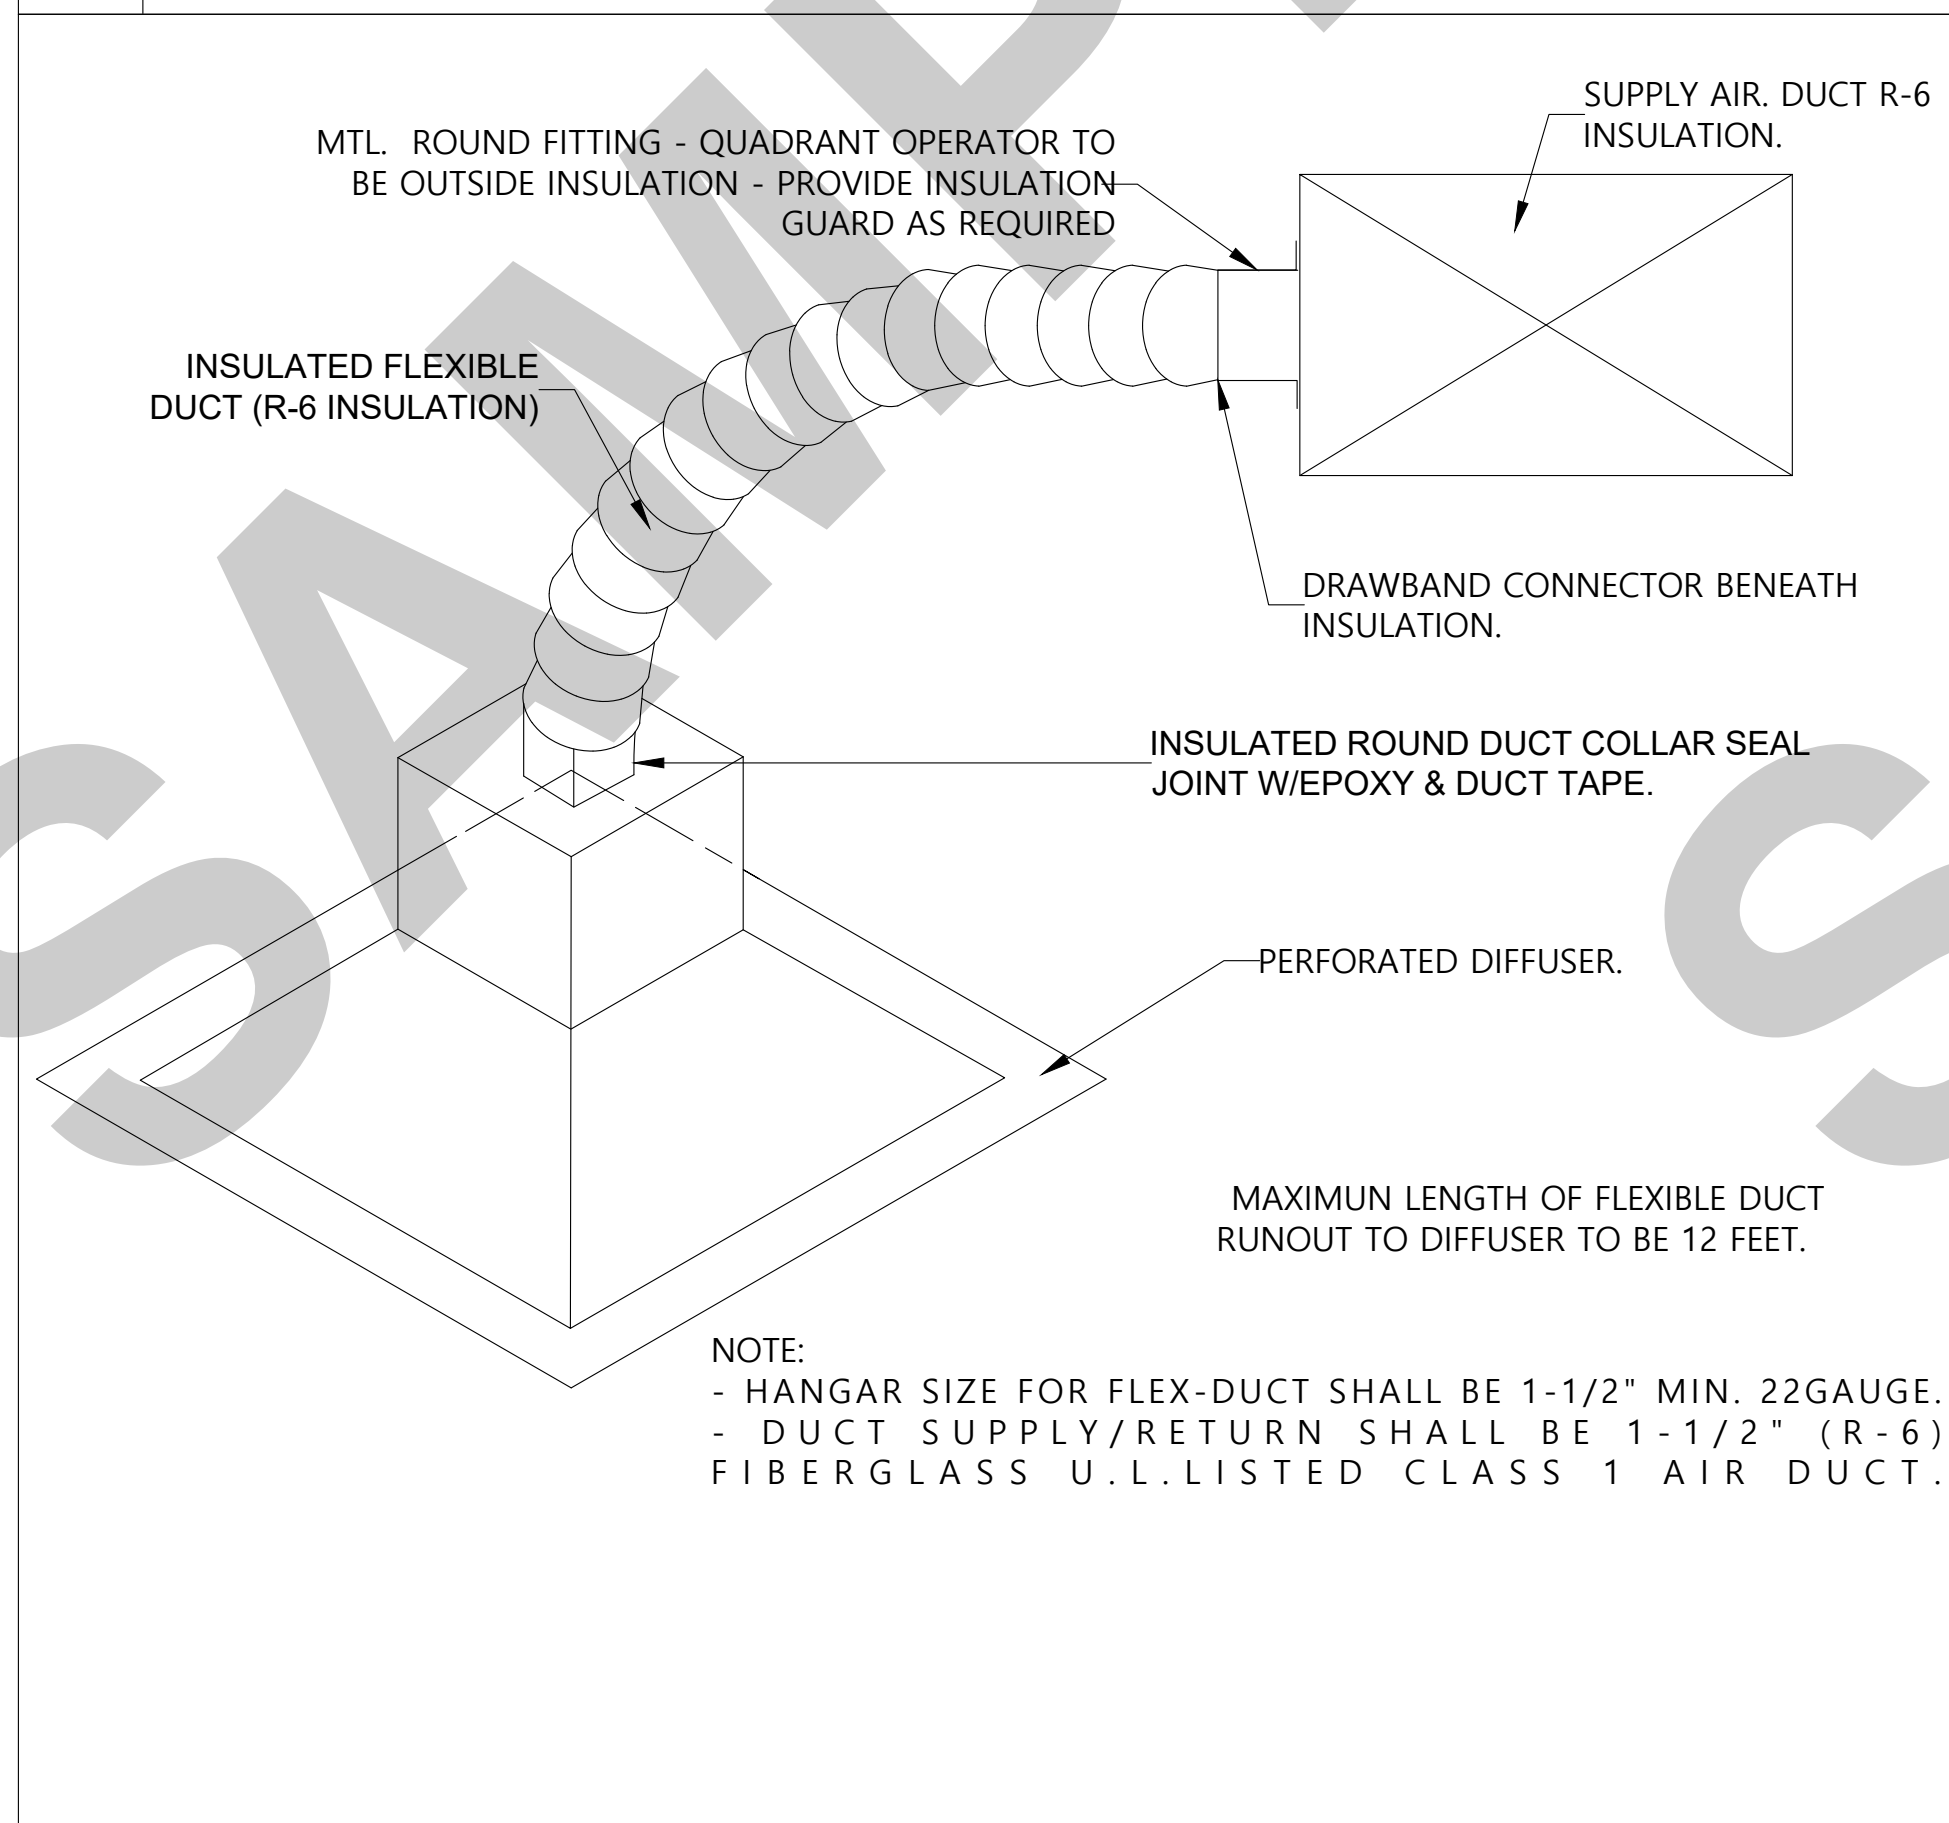 SUPPLY AIR. DUCT R-6
INSULATION.
MTL. ROUND FITTING - QUADRANT OPERATOR TO
BE OUTSIDE INSULATION - PROVIDE INSULATION
GUARD AS REQUIRED
INSULATED FLEXIBLE
DUCT (R-6 INSULATION)
DRAWBAND CONNECTOR BENEATH
INSULATION.
INSULATED ROUND DUCT COLLAR SEAL
JOINT W/EPOXY & DUCT TAPE.
PERFORATED DIFFUSER.
MAXIMUN LENGTH OF FLEXIBLE DUCT
RUNOUT TO DIFFUSER TO BE 12 FEET.
NOTE:
- HANGAR SIZE FOR FLEX-DUCT SHALL BE 1-1/2" MIN. 22GAUGE.
- DUCT SUPPLY/RETURN SHALL BE 1-1/2" (R-6)
FIBERGLASS U.L.LISTED CLASS 1 AIR DUCT.